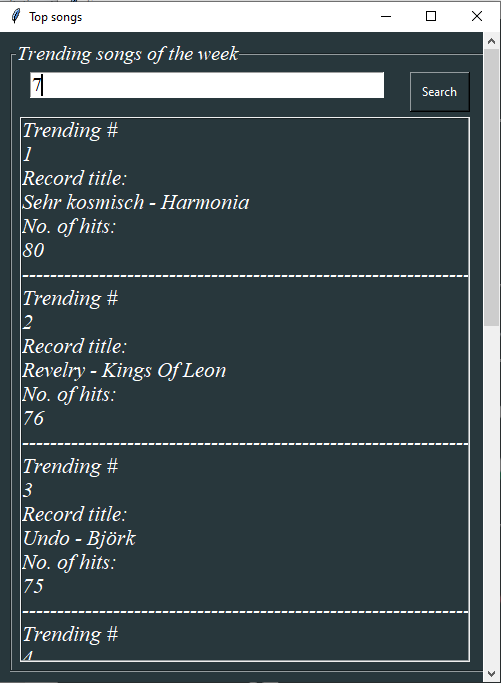 Top songs
Trending songs of the week
7
Search
Trending #
1
Record title:
Sehr kosmisch - Harmonia
No. of hits:
80
--------------------------------------------------------------
Trending #
2
Record title:
Revelry - Kings Of Leon
No. of hits:
76
--------------------------------------------------------------
Trending #
3
Record title:
Undo - Björk
No. of hits:
75
--------------------------------------------------------------
Trending #
4